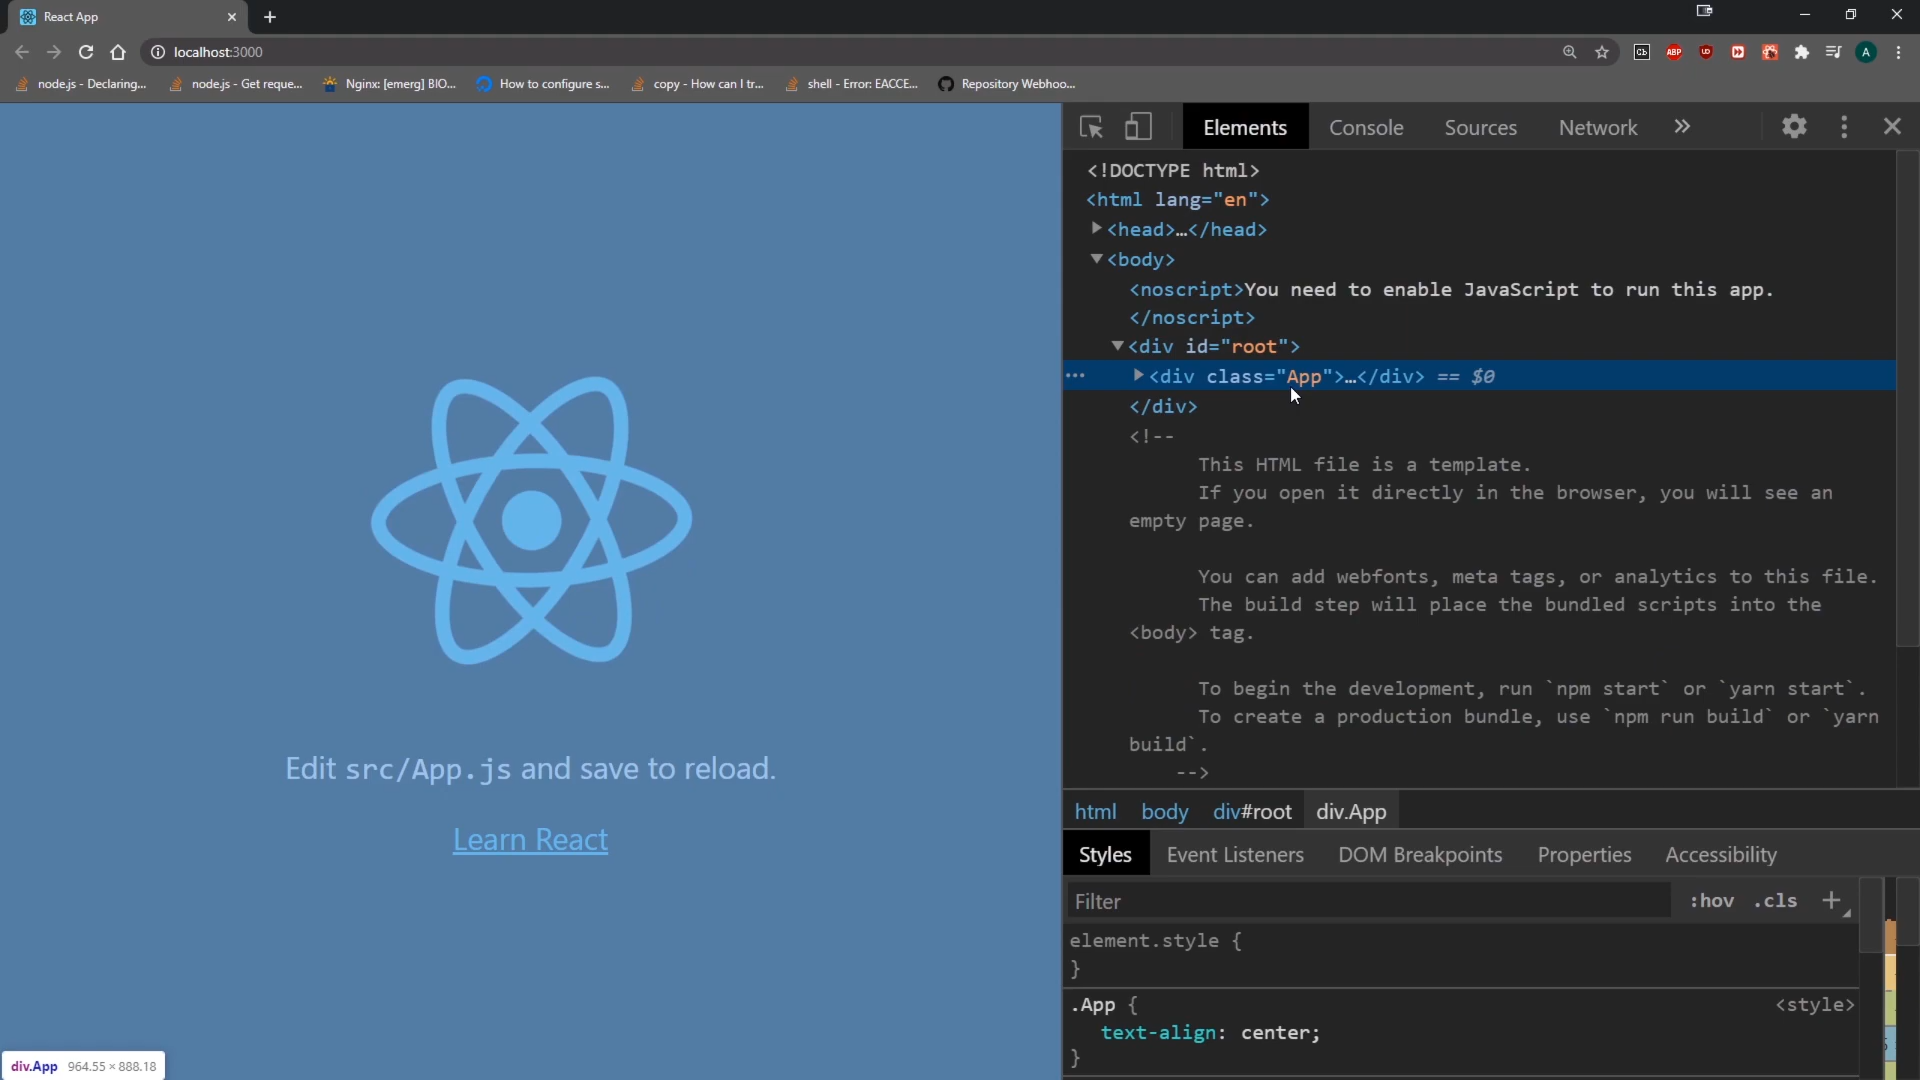 React App
localhost:3000
node.js - Declaring...
node.js - Get reque...
Nginx: [emerg] BIO...
How to configure s...
copy - How can I tr...
shell - Error: EACCE...
Repository Webhoo...
Cb
ABP
UD
A
Elements
Console
Sources
Network
<!DOCTYPE html>
<html lang="en">
<head>…</head>
<body>
<noscript>You need to enable JavaScript to run this app.
</noscript>
<div id="root">
<div class="App">…</div> == $0
</div>
<!--
This HTML file is a template.
If you open it directly in the browser, you will see an
empty page.
You can add webfonts, meta tags, or analytics to this file.
The build step will place the bundled scripts into the
<body> tag.
To begin the development, run `npm start` or `yarn start`.
To create a production bundle, use `npm run build` or `yarn
build`.
-->
html
body
div#root
div.App
Styles
Event Listeners
DOM Breakpoints
Properties
Accessibility
Filter
:hov
.cls
element.style {
}
.App {
<style>
text-align: center;
}
Edit src/App.js and save to reload.
Learn React
div.App 964.55 × 888.18